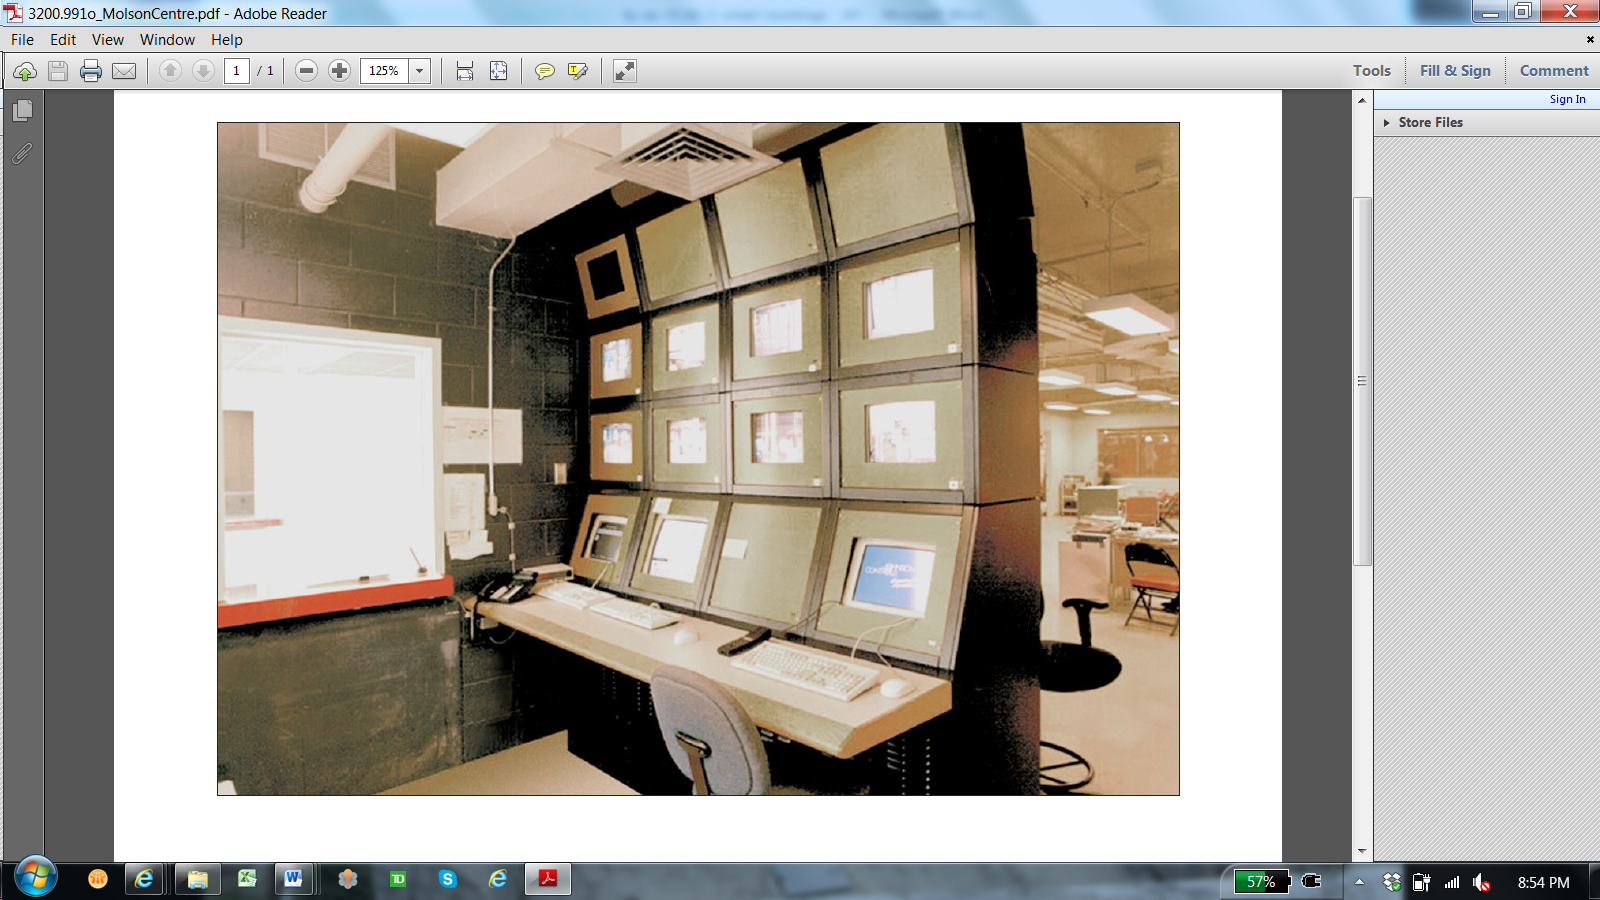 3200.991o_MolsonCentre.pdf - Adobe Reader
File Edit View Window Help
1 / 1 125% Tools Fill & Sign Comment
Sign In
Store Files
57% 8:54 PM